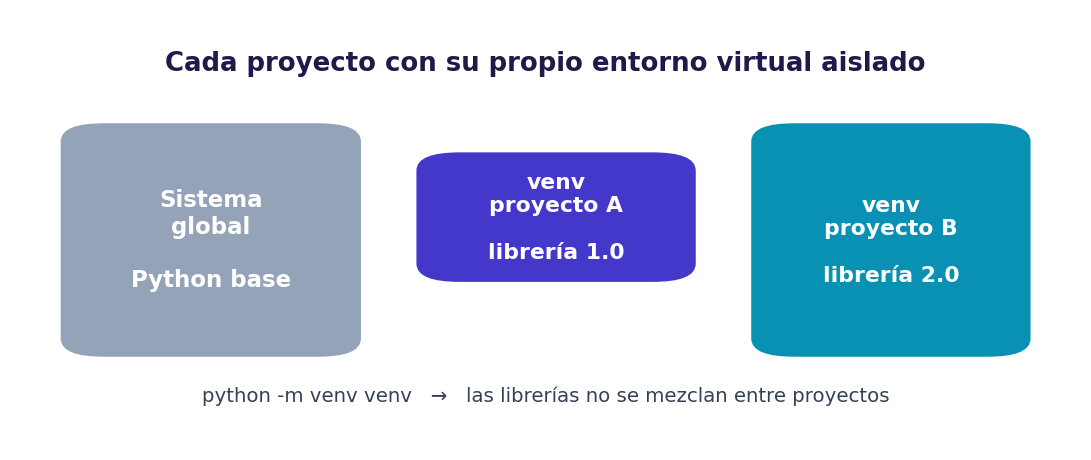 Cada proyecto con su propio entorno virtual aislado
Sistema
global
Python base
venv
proyecto A
librería 1.0
venv
proyecto B
librería 2.0
python -m venv venv → las librerías no se mezclan entre proyectos